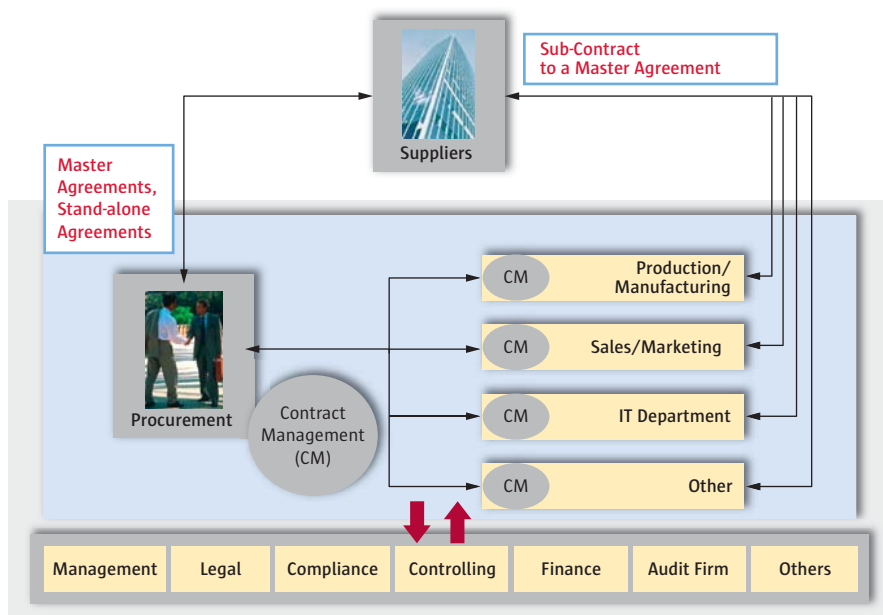 Sub-Contract
to a Master Agreement
Suppliers
Master
Agreements,
Stand-alone
Agreements
CM
Production/
Manufacturing
CM
Sales/Marketing
Procurement
Contract
Management
(CM)
CM
IT Department
CM
Other
Management
Legal
Compliance
Controlling
Finance
Audit Firm
Others